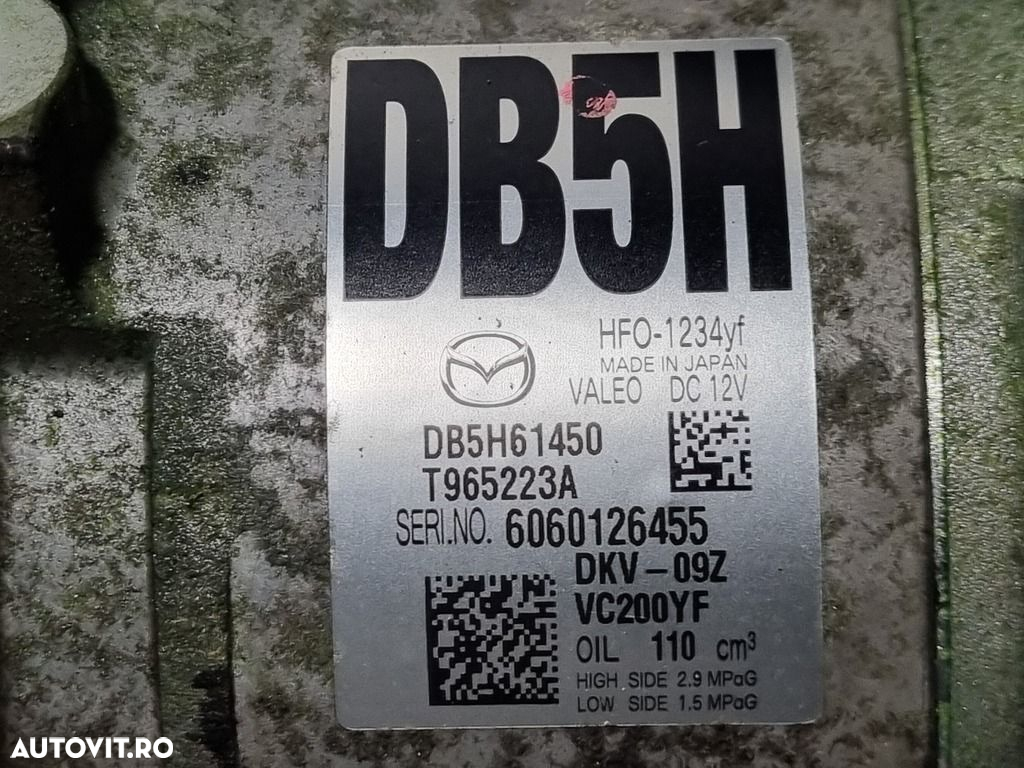 DB5H
HFO-1234yf
MADE IN JAPAN
VALEO DC 12V
DB5H61450
T965223A
SERI.NO. 6060126455
DKV-09Z
VC200YF
OIL 110 cm³
HIGH SIDE 2.9 MPaG
LOW SIDE 1.5 MPaG
AUTOVIT.RO